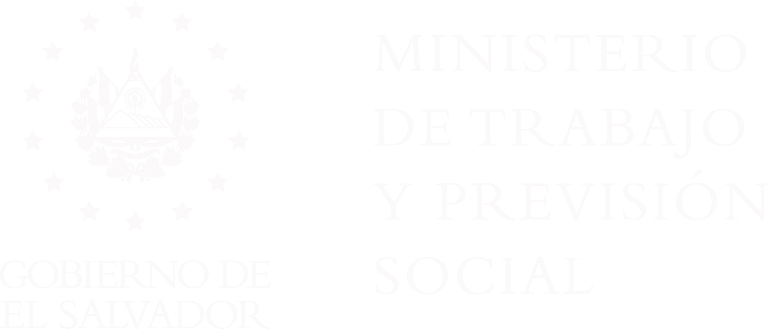 MINISTERIO
DE TRABAJO
Y PREVISIÓN
SOCIAL
GOBIERNO DE
EL SALVADOR